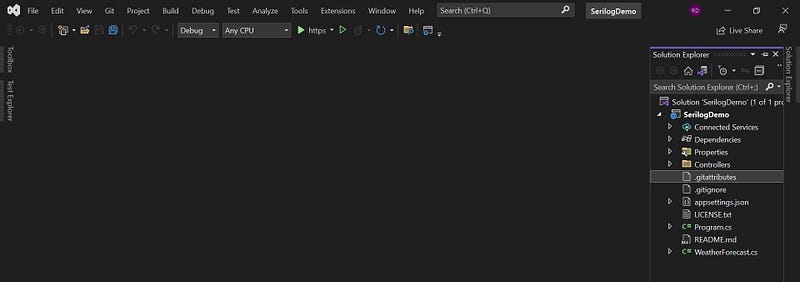 File Edit View Git Project Build Debug Test Analyze Tools Extensions Window Help Search (Ctrl+Q) SerilogDemo RD
Debug Any CPU https Live Share
Toolbox
Test Explorer
Solution Explorer
Search Solution Explorer (Ctrl+;)
Solution 'SerilogDemo' (1 of 1 pro
SerilogDemo
Connected Services
Dependencies
Properties
Controllers
.gitattributes
.gitignore
appsettings.json
LICENSE.txt
Program.cs
README.md
WeatherForecast.cs
Solution Explorer